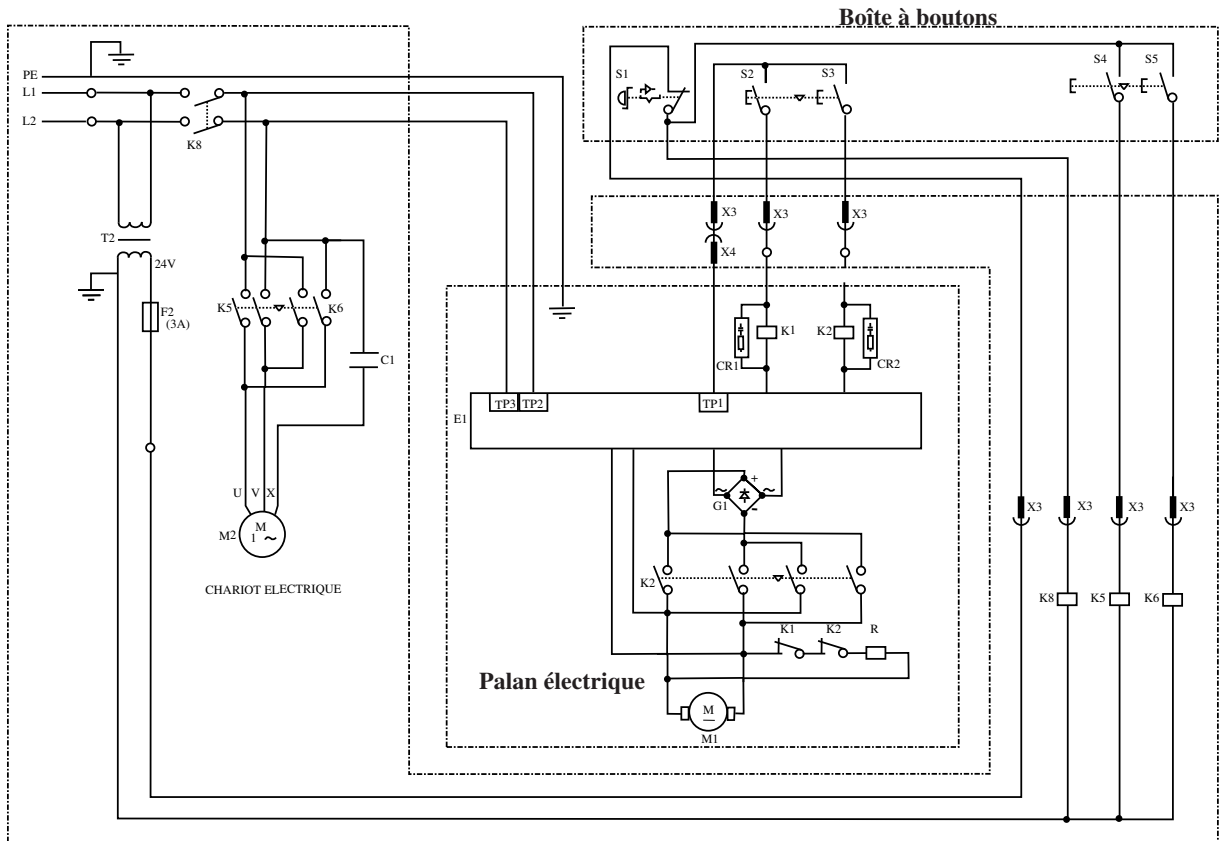 Boîte à boutons
PE
L1
L2
K8
S1
S2
S3
S4
S5
X3
X3
X3
X4
T2
24V
F2
(3A)
K5
K6
C1
K1
K2
CR1
CR2
TP3
TP2
TP1
E1
U V X
M2
M
1
CHARIOT ELECTRIQUE
+
-
G1
K2
K1
K2
R
Palan électrique
M
M1
X3
X3
X3
X3
K8
K5
K6